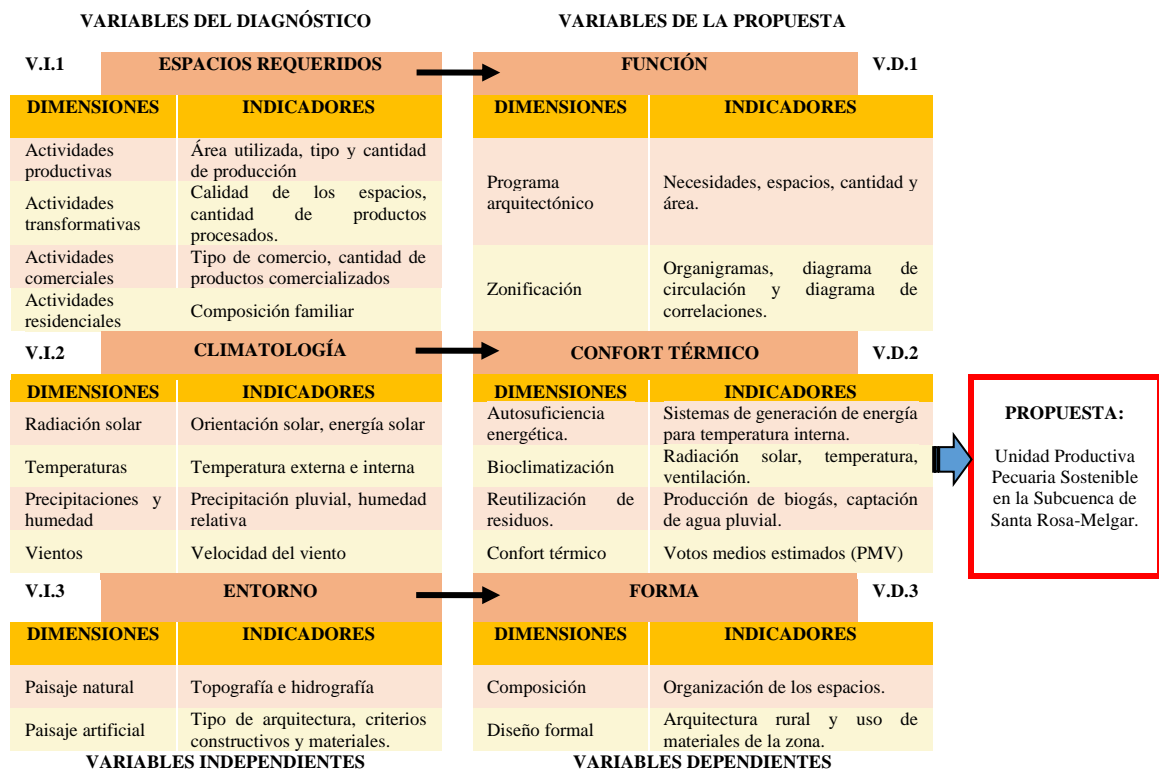 VARIABLES DEL DIAGNÓSTICO
VARIABLES DE LA PROPUESTA
V.I.1
ESPACIOS REQUERIDOS
FUNCIÓN
V.D.1
DIMENSIONES
INDICADORES
Actividades
productivas
Área utilizada, tipo y cantidad
de producción
Actividades
transformativas
Calidad de los espacios,
cantidad de productos
procesados.
Actividades
comerciales
Tipo de comercio, cantidad de
productos comercializados
Actividades
residenciales
Composición familiar
DIMENSIONES
INDICADORES
Programa
arquitectónico
Necesidades, espacios, cantidad y
área.
Zonificación
Organigramas, diagrama de
circulación y diagrama de
correlaciones.
V.I.2
CLIMATOLOGÍA
CONFORT TÉRMICO
V.D.2
DIMENSIONES
INDICADORES
Radiación solar
Orientación solar, energía solar
Temperaturas
Temperatura externa e interna
Precipitaciones y
humedad
Precipitación pluvial, humedad
relativa
Vientos
Velocidad del viento
DIMENSIONES
INDICADORES
Autosuficiencia
energética.
Sistemas de generación de energía
para temperatura interna.
Bioclimatización
Radiación solar, temperatura,
ventilación.
Reutilización de
residuos.
Producción de biogás, captación
de agua pluvial.
Confort térmico
Votos medios estimados (PMV)
PROPUESTA:
Unidad Productiva
Pecuaria Sostenible
en la Subcuenca de
Santa Rosa-Melgar.
V.I.3
ENTORNO
FORMA
V.D.3
DIMENSIONES
INDICADORES
Paisaje natural
Topografía e hidrografía
Paisaje artificial
Tipo de arquitectura, criterios
constructivos y materiales.
DIMENSIONES
INDICADORES
Composición
Organización de los espacios.
Diseño formal
Arquitectura rural y uso de
materiales de la zona.
VARIABLES INDEPENDIENTES
VARIABLES DEPENDIENTES